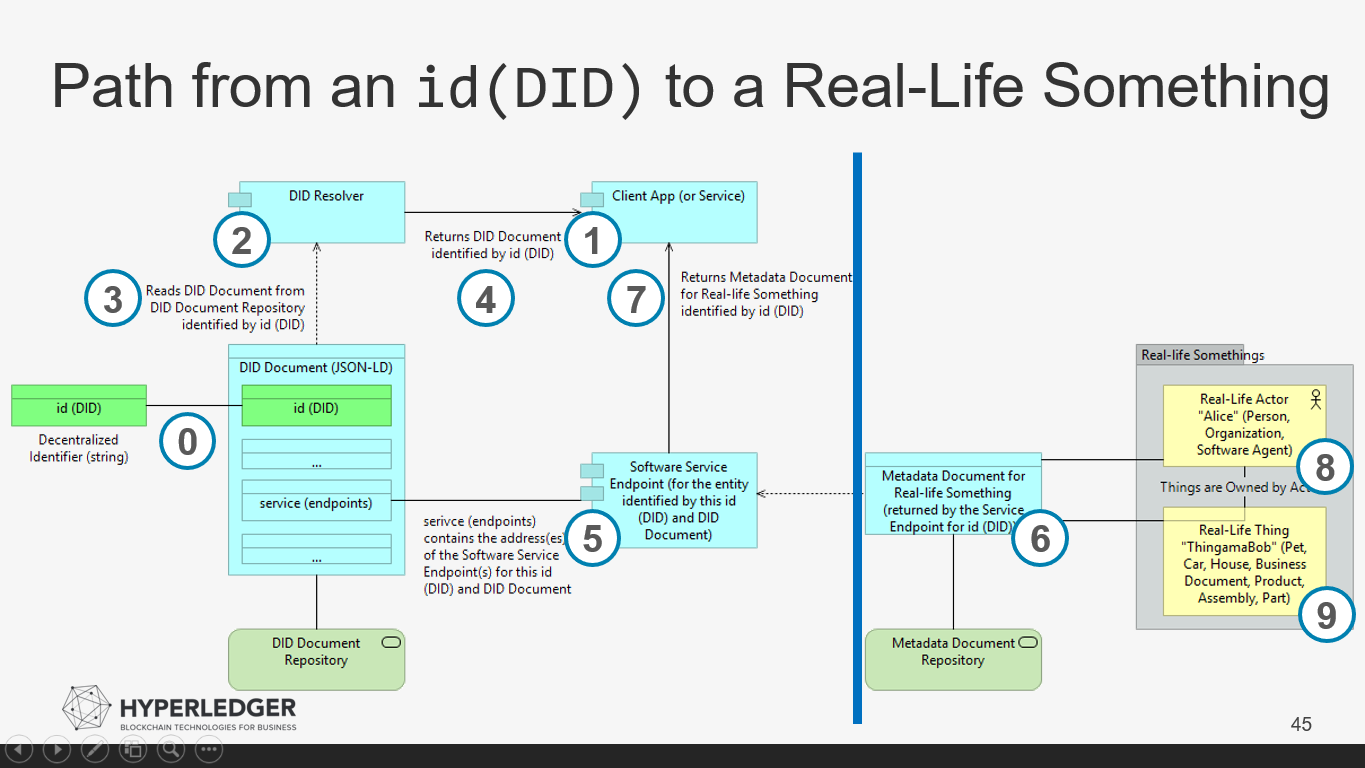 Path from an id(DID) to a Real-Life Something
DID Resolver
2
Returns DID Document
identified by id (DID)
4
Client App (or Service)
1
3
Reads DID Document from
DID Document Repository
identified by id (DID)
7
Returns Metadata Document
for Real-life Something
identified by id (DID)
id (DID)
Decentralized
Identifier (string)
0
DID Document (JSON-LD)
id (DID)
...
service (endpoints)
...
serivce (endpoints)
contains the address(es)
of the Software Service
Endpoint(s) for this id
(DID) and DID Document
5
Software Service
Endpoint (for the entity
identified by this id
(DID) and DID
Document)
Metadata Document for
Real-life Something
(returned by the Service
Endpoint for id (DID))
6
Real-life Somethings
Real-Life Actor
"Alice" (Person,
Organization,
Software Agent)
8
Things are Owned by
Real-Life Thing
"ThingamaBob" (Pet,
Car, House, Business
Document, Product,
Assembly, Part)
9
DID Document
Repository
Metadata Document
Repository
HYPERLEDGER
BLOCKCHAIN TECHNOLOGIES FOR BUSINESS
45